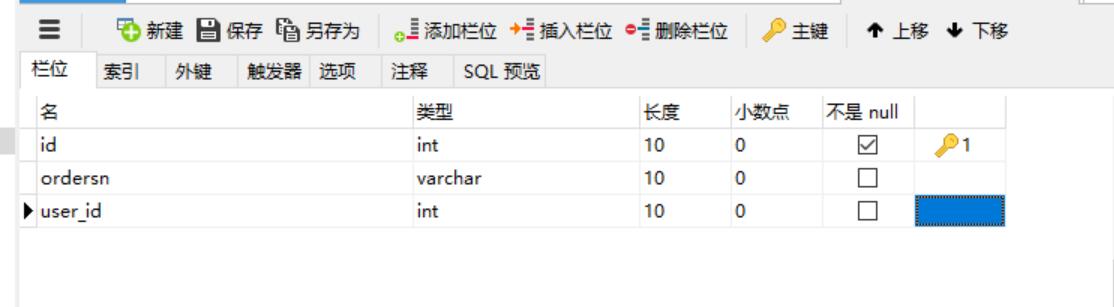 新建 保存 另存为 添加栏位 插入栏位 删除栏位 主键 上移 下移
栏位 索引 外键 触发器 选项 注释 SQL 预览
名 类型 长度 小数点 不是 null
id int 10 0 1
ordersn varchar 10 0
user_id int 10 0